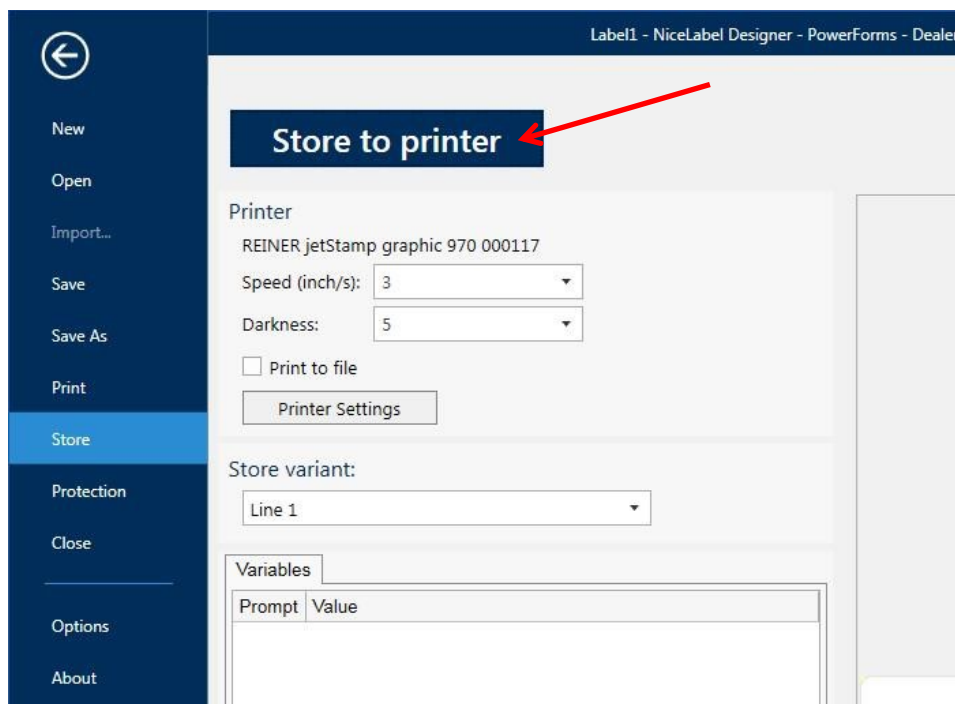 Label1 - NiceLabel Designer - PowerForms - Dealer
New
Open
Import...
Save
Save As
Print
Store
Protection
Close
Options
About
Store to printer
Printer
REINER jetStamp graphic 970 000117
Speed (inch/s): 3
Darkness: 5
Print to file
Printer Settings
Store variant:
Line 1
Variables
Prompt Value